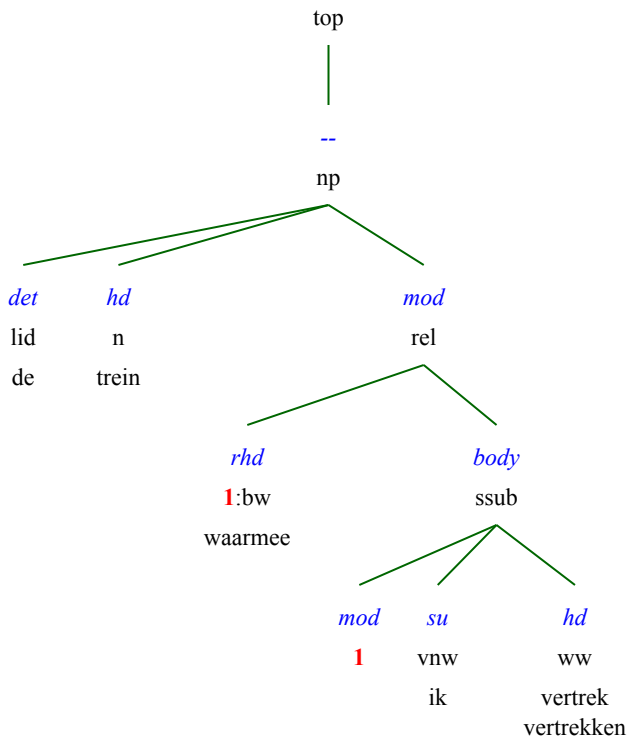 top
--
np
det hd mod
lid n rel
de trein
rhd body
1:bw ssub
waarmee
mod su hd
1 vnw ww
ik vertrek
vertrekken